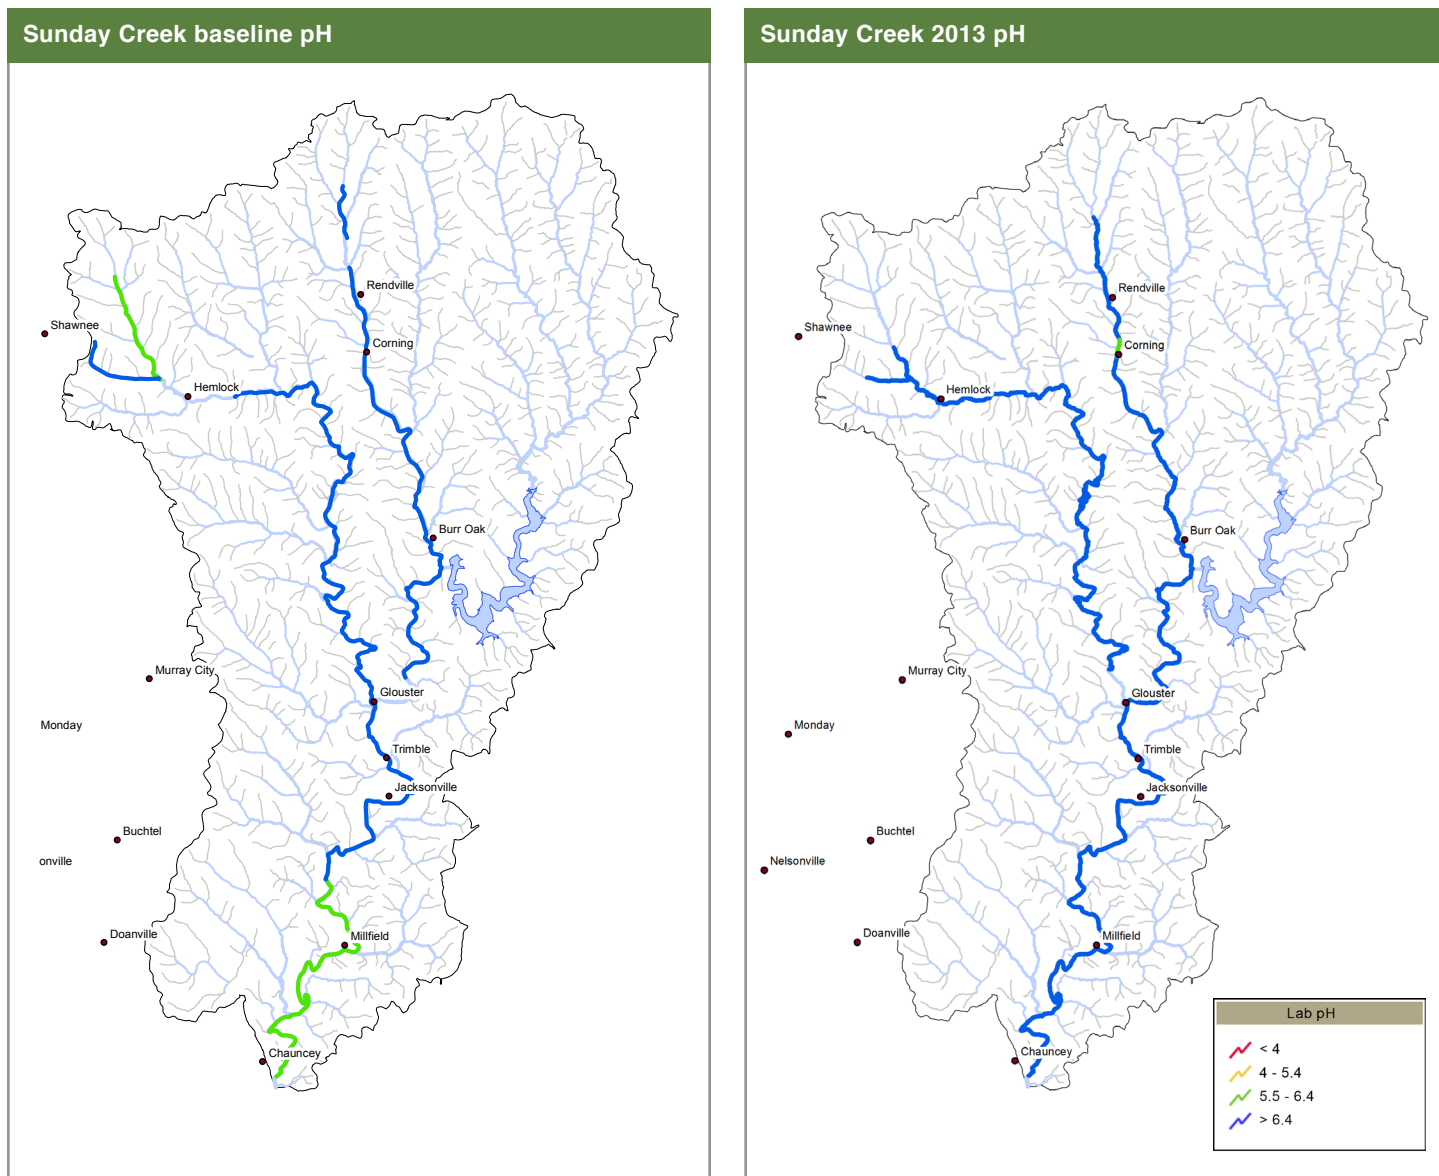 Sunday Creek baseline pH
Rendville
Shawnee
Corning
Hemlock
Burr Oak
Murray City
Glouster
Monday
Trimble
Jacksonville
Buchtel
onville
Doanville
Millfield
Chauncey
Sunday Creek 2013 pH
Rendville
Shawnee
Corning
Hemlock
Burr Oak
Murray City
Glouster
Monday
Trimble
Jacksonville
Buchtel
Nelsonville
Doanville
Millfield
Chauncey
Lab pH
< 4
4 - 5.4
5.5 - 6.4
> 6.4